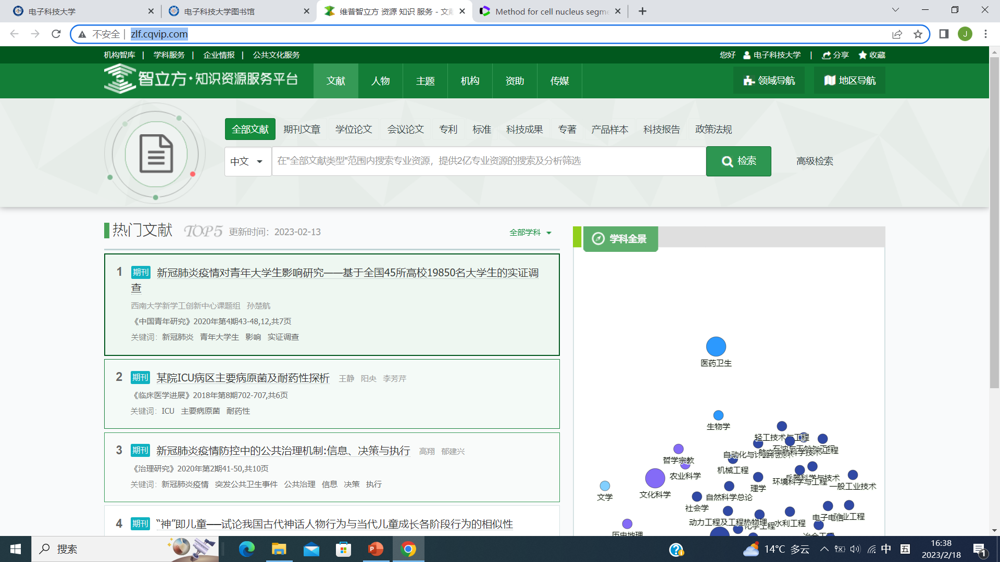 电子科技大学
电子科技大学图书馆
维普智立方 资源 知识 服务 - 文
Method for cell nucleus segme
不安全 | zlf.cqvip.com
J
机构智库 | 学科服务 | 企业情报 | 公共文化服务
您好 电子科技大学 | 分享 收藏
智立方·知识资源服务平台
文献 人物 主题 机构 资助 传媒
领域导航 地区导航
全部文献 期刊文章 学位论文 会议论文 专利 标准 科技成果 专著 产品样本 科技报告 政策法规
中文 在"全部文献类型"范围内搜索专业资源，提供2亿专业资源的搜索及分析筛选 检索 高级检索
热门文献 TOP5 更新时间：2023-02-13 全部学科
学科全景
1 期刊 新冠肺炎疫情对青年大学生影响研究——基于全国45所高校19850名大学生的实证调
查
西南大学新学工创新中心课题组 孙楚航
《中国青年研究》2020年第4期43-48,12,共7页
关键词：新冠肺炎 青年大学生 影响 实证调查
2 期刊 某院ICU病区主要病原菌及耐药性探析 王静 阳央 李芳芹
《临床医学进展》2018年第8期702-707,共6页
关键词：ICU 主要病原菌 耐药性
3 期刊 新冠肺炎疫情防控中的公共治理机制:信息、决策与执行 高翔 郁建兴
《治理研究》2020年第2期41-50,共10页
关键词：新冠肺炎疫情 突发公共卫生事件 公共治理 信息 决策 执行
4 期刊 “神”即儿童──试论我国古代神话人物行为与当代儿童成长各阶段行为的相似性
医药卫生
生物学
轻工技术与工程
哲学宗教
机械工程
农业科学
兵器科学与技术
环境科学与工程
一般工业技术
理学
文化科学
文学
自然科学总论
社会学
电子电信
动力工程及工程热物理
水利工程
化学工程
历史地理
冶金工程
搜索
14°C 多云
中
五
16:38
2023/2/18
1